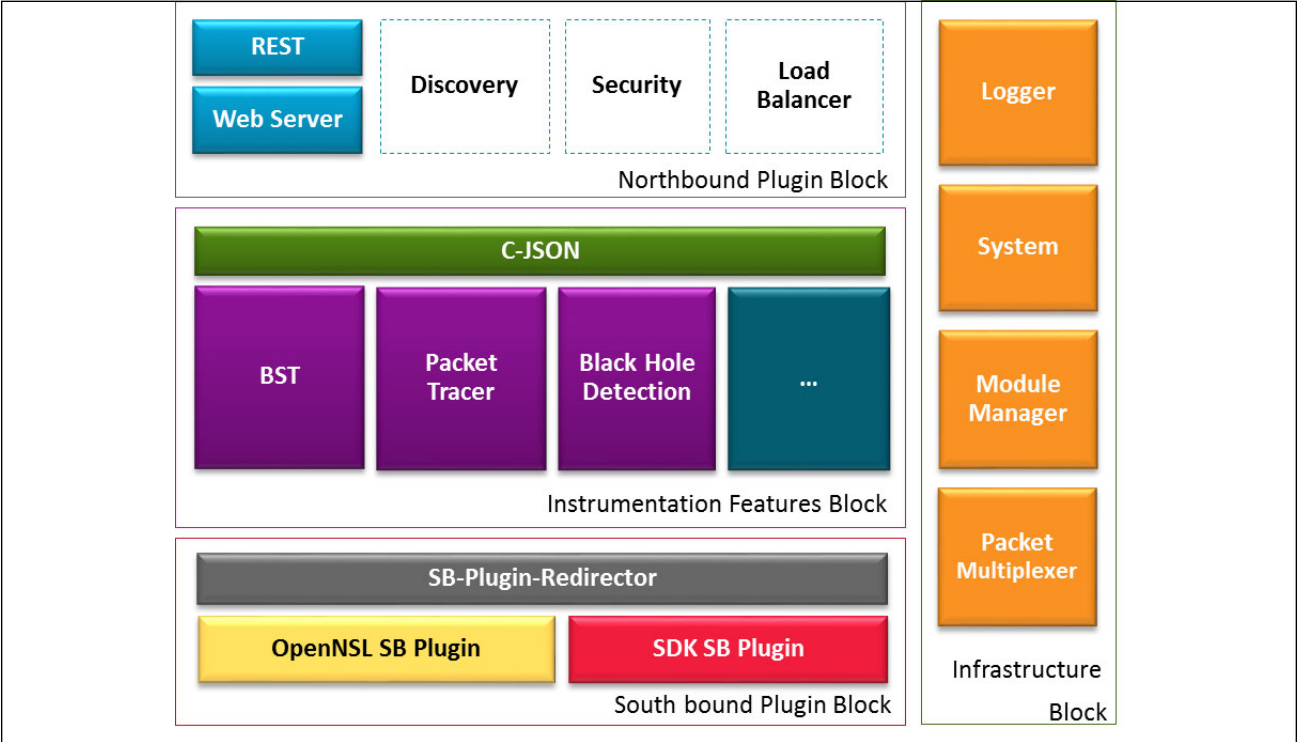 REST
Web Server
Discovery
Security
Load
Balancer
Northbound Plugin Block
C-JSON
BST
Packet
Tracer
Black Hole
Detection
...
Instrumentation Features Block
SB-Plugin-Redirector
OpenNSL SB Plugin
SDK SB Plugin
South bound Plugin Block
Logger
System
Module
Manager
Packet
Multiplexer
Infrastructure
Block